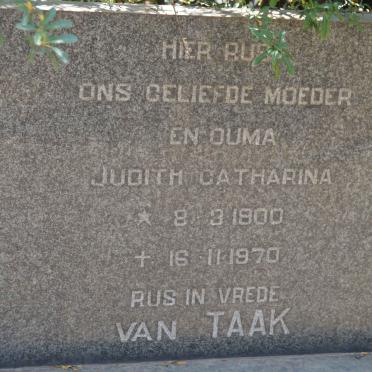 HIER RUS
ONS GELIEFDE MOEDER
EN OUMA
JUDITH CATHARINA
* 8·3·1900
+ 16·11·1970
RUS IN VREDE
VAN TAAK